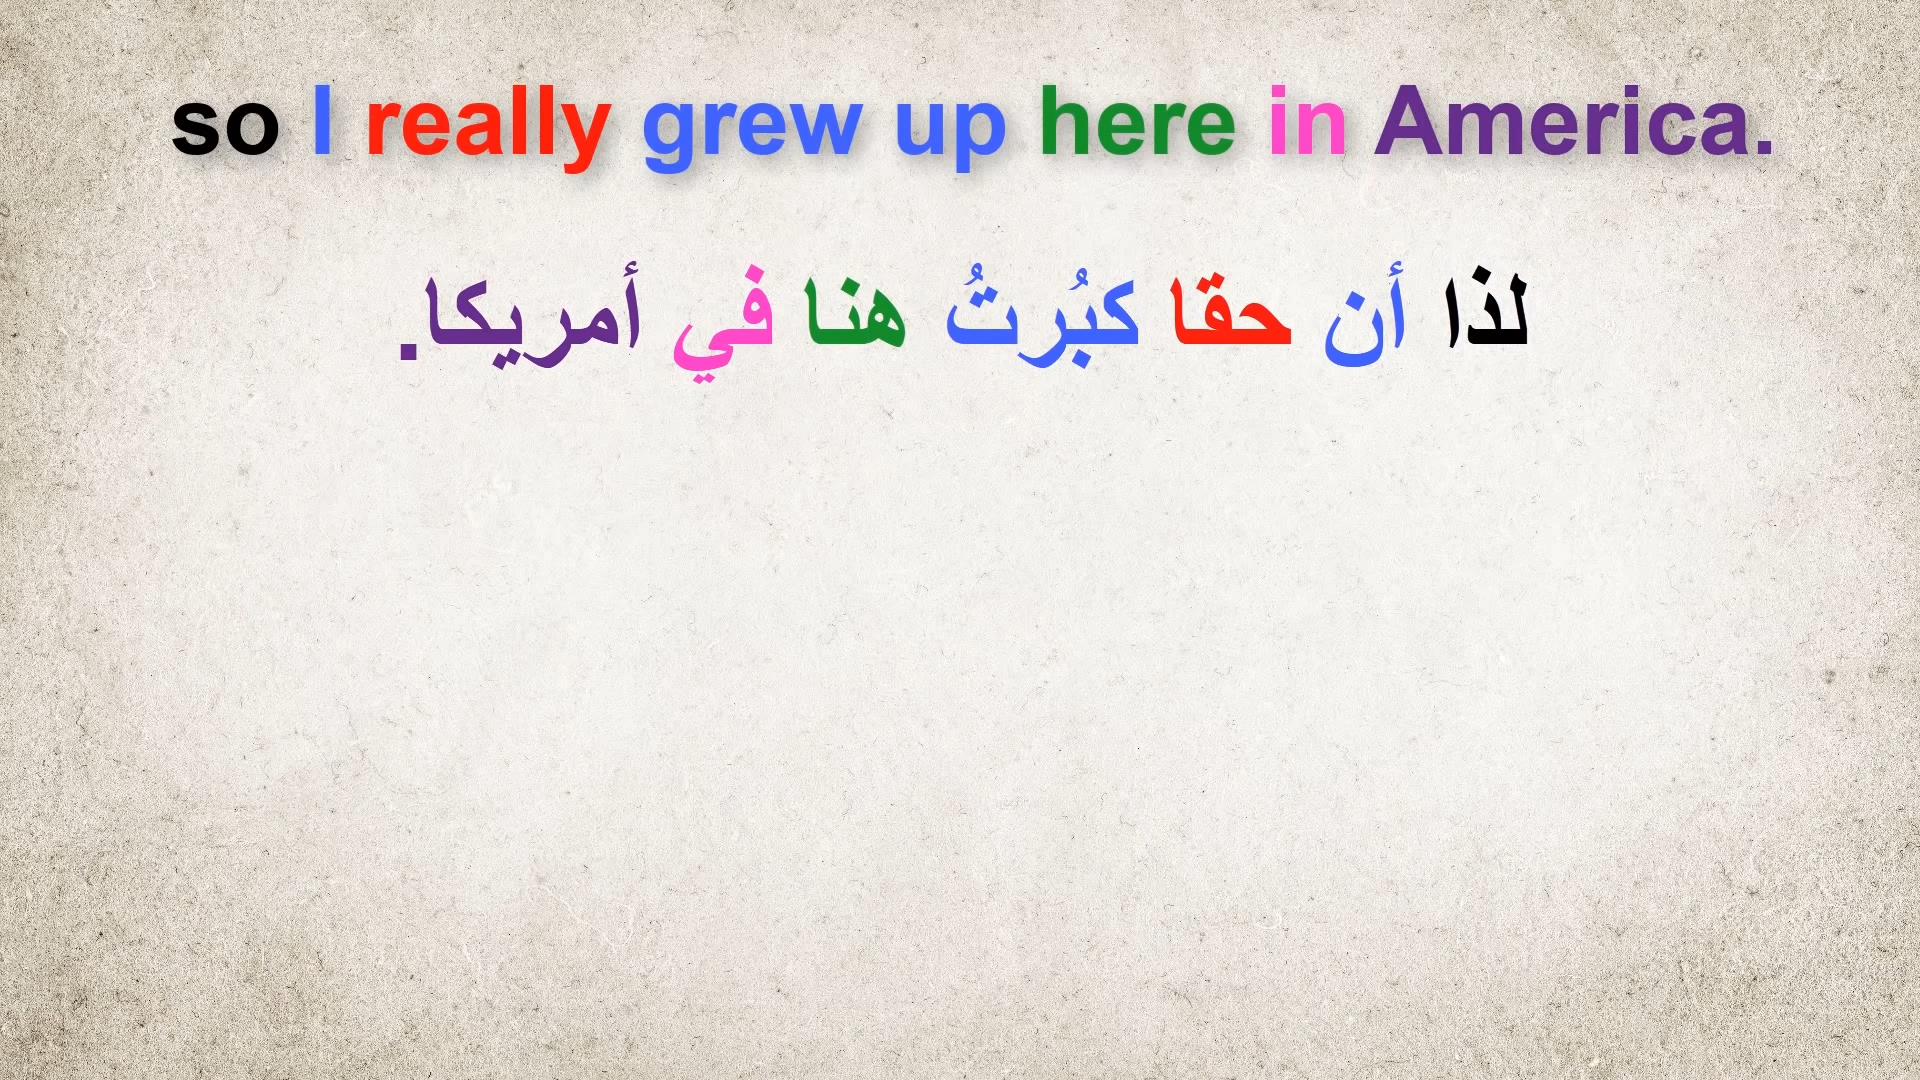 so I really grew up here in America.
لذا أن حقا كبُرتُ هنا في أمريكا.